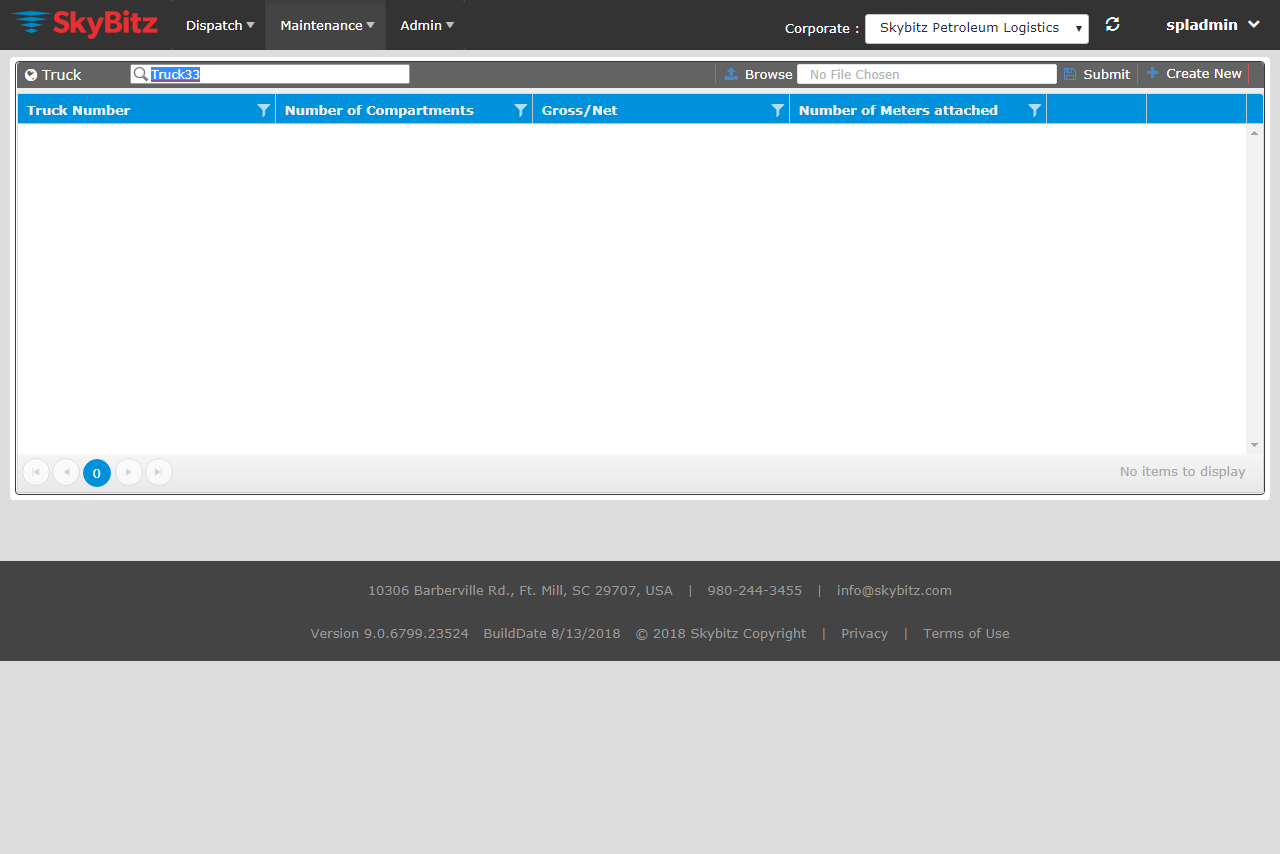 SkyBitz Dispatch Maintenance Admin Corporate : Skybitz Petroleum Logistics spladmin
Truck Truck33 Browse No File Chosen Submit Create New
Truck Number Number of Compartments Gross/Net Number of Meters attached
0 No items to display
10306 Barberville Rd., Ft. Mill, SC 29707, USA | 980-244-3455 | info@skybitz.com
Version 9.0.6799.23524 BuildDate 8/13/2018 © 2018 Skybitz Copyright | Privacy | Terms of Use